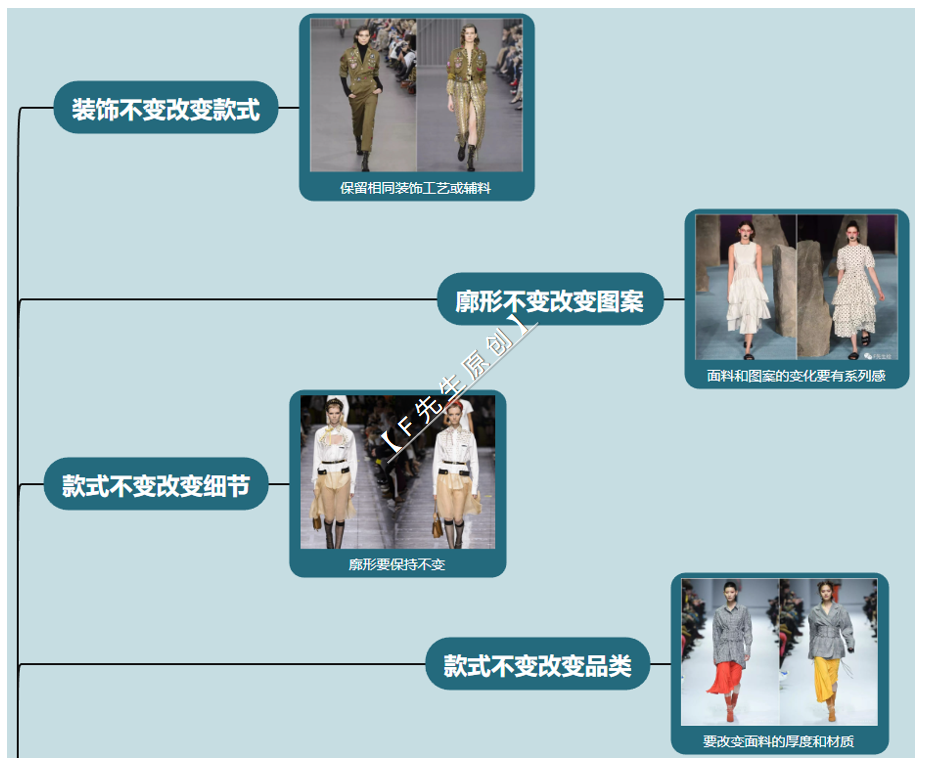 装饰不变改变款式
保留相同装饰工艺或辅料
廓形不变改变图案
面料和图案的变化要有系列感
【F先生原创】
款式不变改变细节
廓形要保持不变
款式不变改变品类
要改变面料的厚度和材质